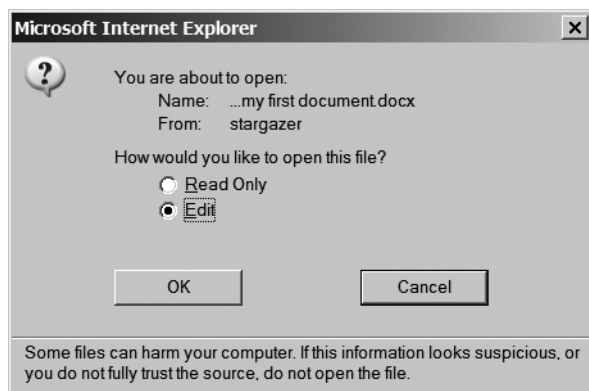 Microsoft Internet Explorer
You are about to open:
Name: ...my first document.docx
From: stargazer
How would you like to open this file?
Read Only
Edit
OK Cancel
Some files can harm your computer. If this information looks suspicious, or
you do not fully trust the source, do not open the file.